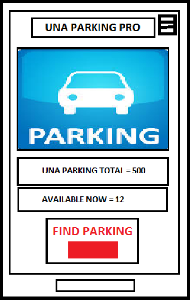 UNA PARKING PRO
PARKING
UNA PARKING TOTAL = 500
AVAILABLE NOW = 12
FIND PARKING